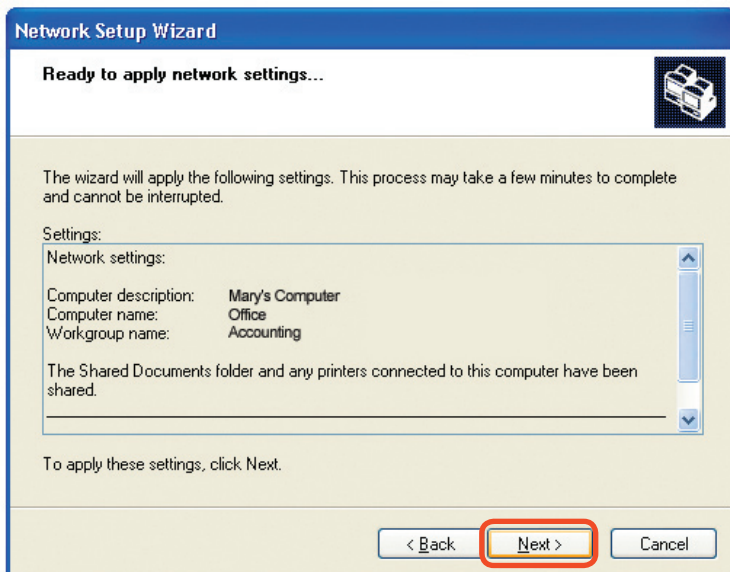 Network Setup Wizard
Ready to apply network settings...
The wizard will apply the following settings. This process may take a few minutes to complete
and cannot be interrupted.
Settings:
Network settings:
Computer description: Mary's Computer
Computer name: Office
Workgroup name: Accounting
The Shared Documents folder and any printers connected to this computer have been
shared.
To apply these settings, click Next.
< Back Next > Cancel